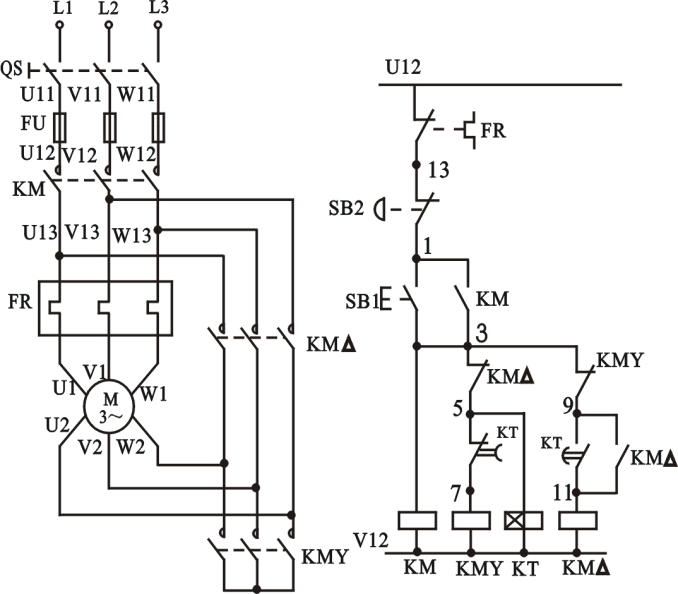 L1 L2 L3
QS
U11 V11 W11
FU
U12 V12 W12
KM
U13 V13 W13
FR
KMΔ
V1
U1 W1
M
3~
U2
V2 W2
KMY
U12
FR
13
SB2
1
SB1 KM
3
KMΔ KMY
5 9
KT KT KMΔ
7 11
V12
KM KMY KT KMΔ